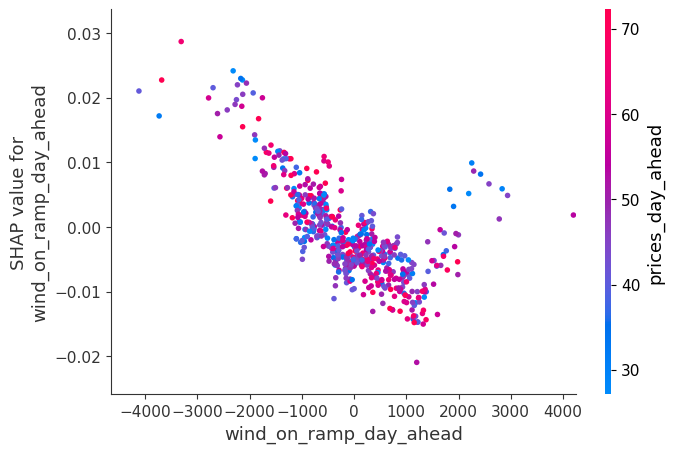 0.03
0.02
0.01
0.00
−0.01
−0.02
SHAP value for
wind_on_ramp_day_ahead
−4000 −3000 −2000 −1000 0 1000 2000 3000 4000
wind_on_ramp_day_ahead
70
60
50
40
30
prices_day_ahead